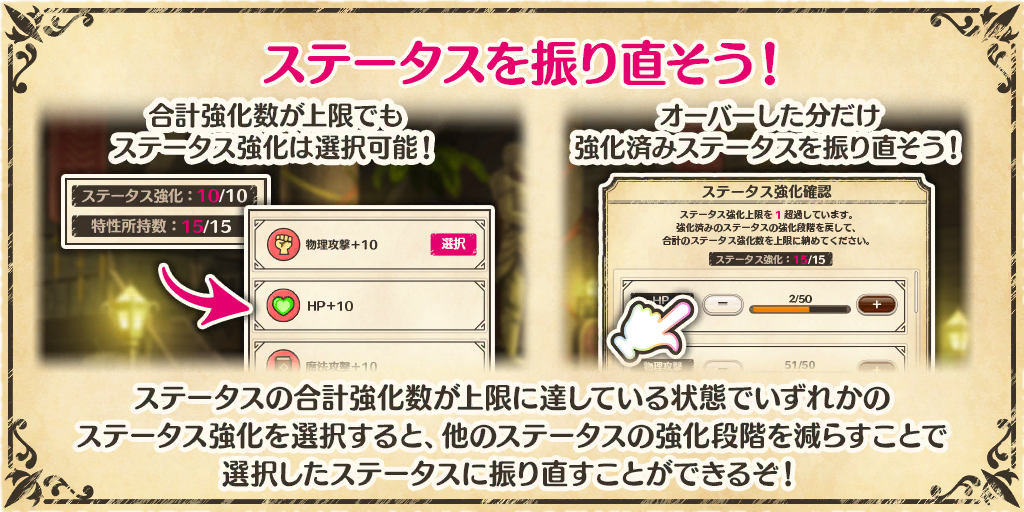 ステータスを振り直そう！
合計強化数が上限でも
ステータス強化は選択可能！
ステータス強化：10/10
特性所持数：15/15
物理攻撃+10
選択
HP+10
魔法攻撃+10
オーバーした分だけ
強化済みステータスを振り直そう！
ステータス強化確認
ステータス強化上限を1超過しています。
強化済みのステータスの強化段階を戻して、
合計のステータス強化数を上限に納めてください。
ステータス強化：15/15
HP
－
2/50
＋
物理攻撃
51/50
ステータスの合計強化数が上限に達している状態でいずれかの
ステータス強化を選択すると、他のステータスの強化段階を減らすことで
選択したステータスに振り直すことができるぞ！